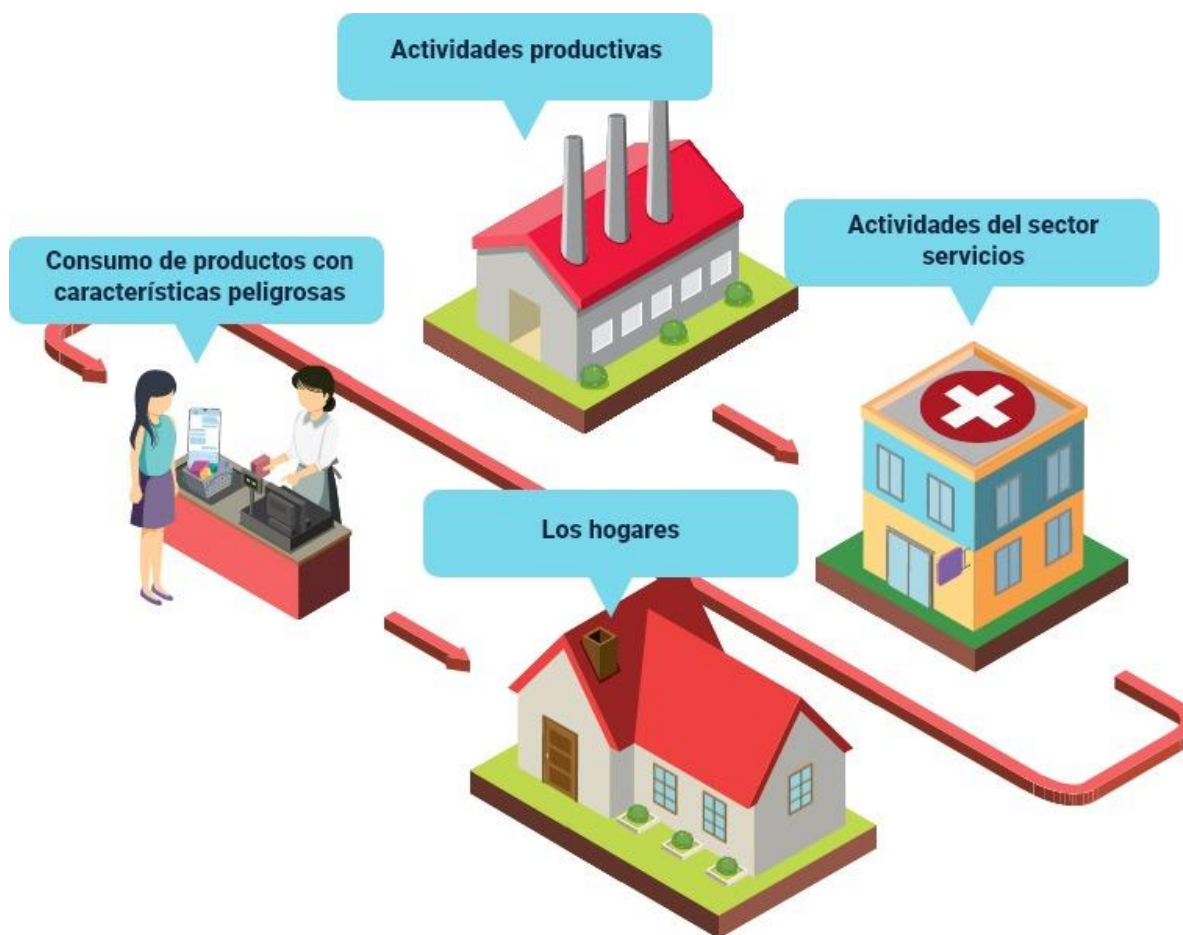 Actividades productivas
Actividades del sector
servicios
Consumo de productos con
características peligrosas
Los hogares